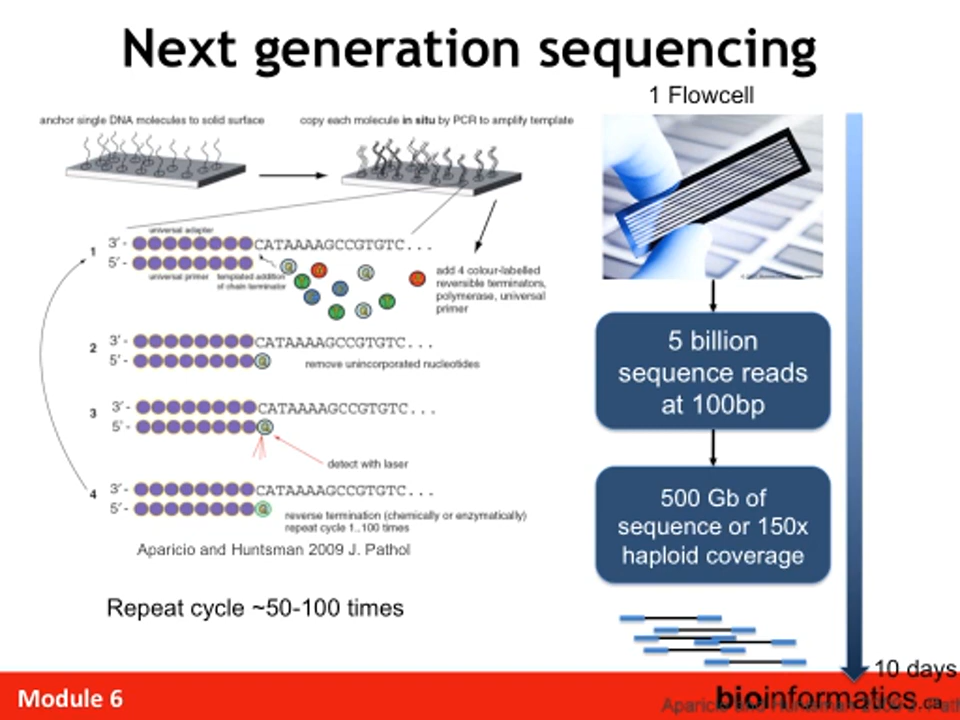 Next generation sequencing
1 Flowcell
anchor single DNA molecules to solid surface
copy each molecule in situ by PCR to amplify template
universal adapter
1
3′- CATAAAAGCCGTGTC...
5′-
universal primer
templated addition
of chain terminator
G
add 4 colour-labelled
reversible terminators,
polymerase, universal
primer
2
3′- CATAAAAGCCGTGTC...
5′- G
remove unincorporated nucleotides
3
3′- CATAAAAGCCGTGTC...
5′- G
detect with laser
4
3′- CATAAAAGCCGTGTC...
5′- G
reverse termination (chemically or enzymatically)
repeat cycle 1..100 times
Aparicio and Huntsman 2009 J. Pathol
Repeat cycle ~50-100 times
5 billion
sequence reads
at 100bp
500 Gb of
sequence or 150x
haploid coverage
10 days
Module 6
bioinformatics.ca
Aparicio and Huntsman 2009 J. Path